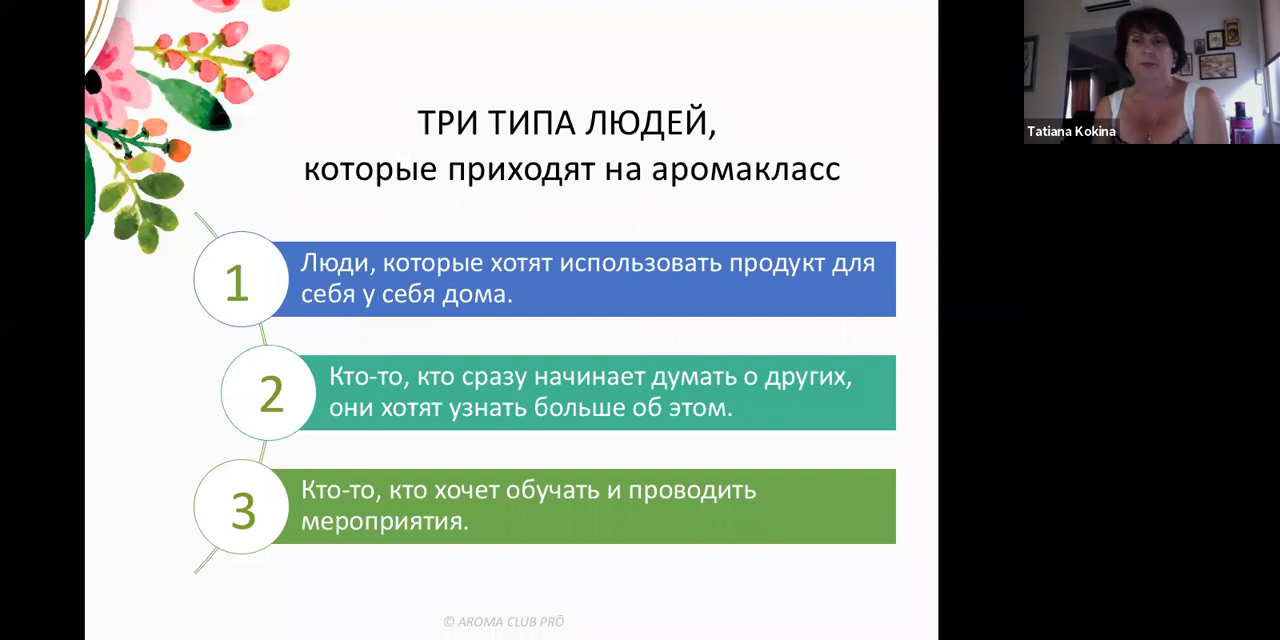 ТРИ ТИПА ЛЮДЕЙ,
которые приходят на аромакласс
1
Люди, которые хотят использовать продукт для
себя у себя дома.
2
Кто-то, кто сразу начинает думать о других,
они хотят узнать больше об этом.
3
Кто-то, кто хочет обучать и проводить
мероприятия.
© AROMA CLUB PRŌ
Tatiana Kokina